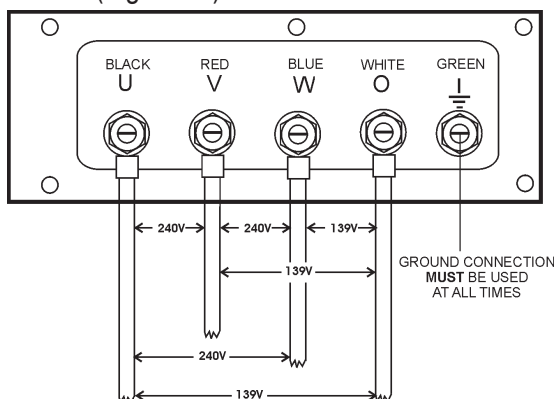 BLACK RED BLUE WHITE GREEN
U V W O
240V 240V 139V
139V
GROUND CONNECTION
MUST BE USED
AT ALL TIMES
240V
139V